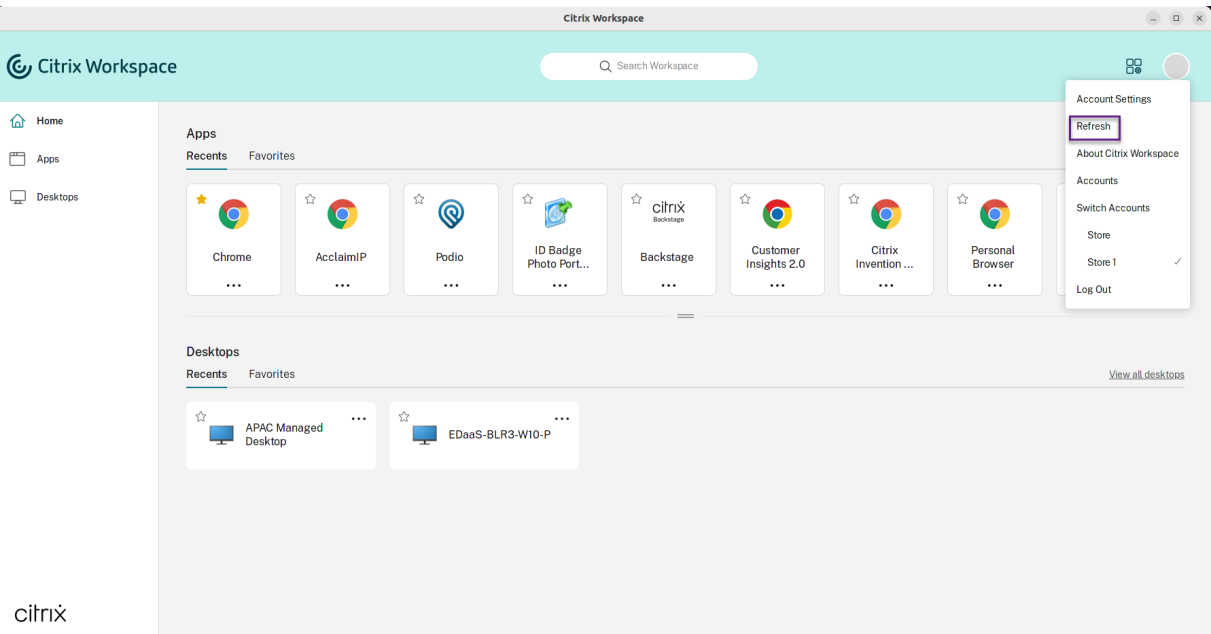 Citrix Workspace
Citrix Workspace
Search Workspace
Account Settings
Refresh
About Citrix Workspace
Accounts
Switch Accounts
Store
Store 1
Log Out
Home
Apps
Desktops
Apps
Recents Favorites
Chrome
AcclaimIP
Podio
ID Badge
Photo Port...
citrix
Backstage
Backstage
Customer
Insights 2.0
Citrix
Invention ...
Personal
Browser
Desktops
Recents Favorites
View all desktops
APAC Managed
Desktop
EDaaS-BLR3-W10-P
citrix